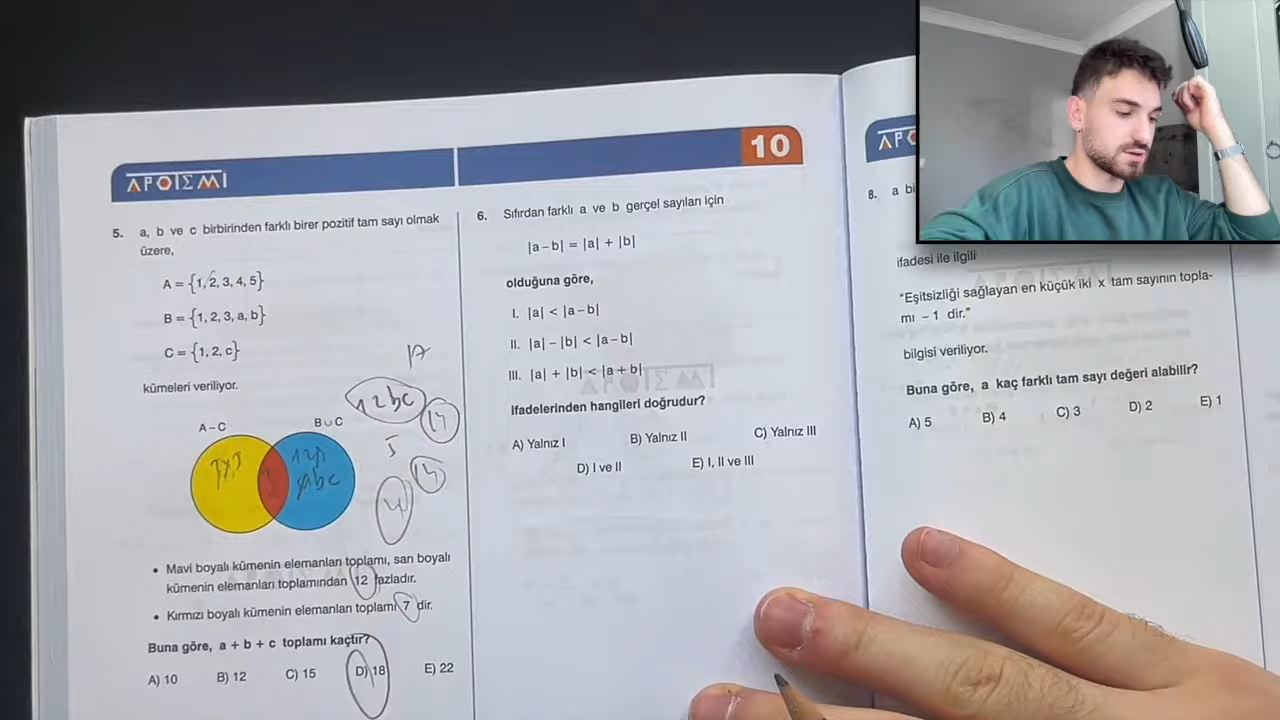 APOTEMİ
10
5. a, b ve c birbirinden farklı birer pozitif tam sayı olmak
üzere,
A = {1, 2, 3, 4, 5}
B = {1, 2, 3, a, b}
C = {1, 2, c}
kümeleri veriliyor.
A – C
B ∪ C
• Mavi boyalı kümenin elemanları toplamı, sarı boyalı
kümenin elemanları toplamından 12 fazladır.
• Kırmızı boyalı kümenin elemanları toplamı 7 dir.
Buna göre, a + b + c toplamı kaçtır?
A) 10 B) 12 C) 15 D) 18 E) 22
6. Sıfırdan farklı a ve b gerçel sayıları için
|a – b| = |a| + |b|
olduğuna göre,
I. |a| < |a – b|
II. |a| – |b| < |a – b|
III. |a| + |b| < |a + b|
ifadelerinden hangileri doğrudur?
A) Yalnız I B) Yalnız II C) Yalnız III
D) I ve II E) I, II ve III
8. a bi
ifadesi ile ilgili
“Eşitsizliği sağlayan en küçük iki x tam sayının topla-
mı – 1 dir.”
bilgisi veriliyor.
Buna göre, a kaç farklı tam sayı değeri alabilir?
A) 5 B) 4 C) 3 D) 2 E) 1